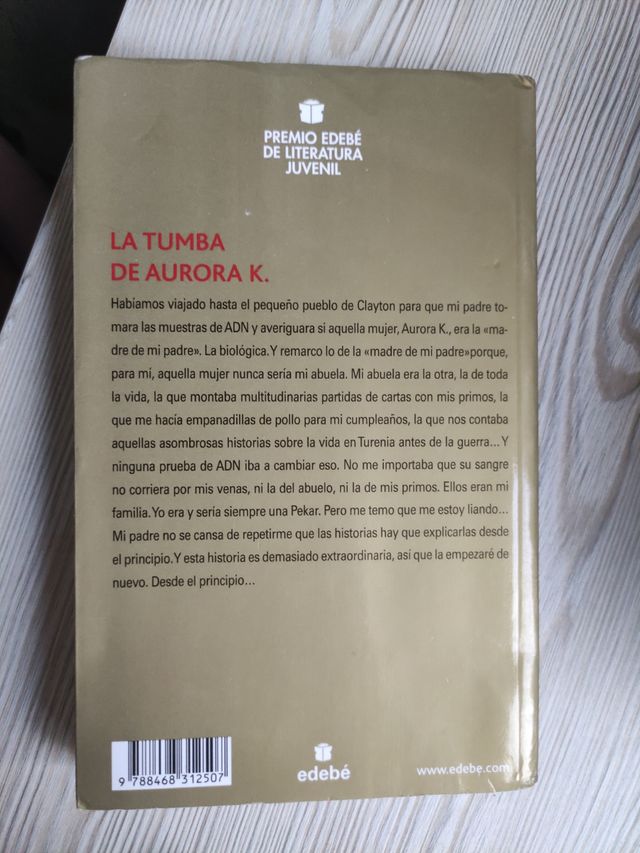 PREMIO EDEBÉ
DE LITERATURA
JUVENIL
LA TUMBA
DE AURORA K.
Habíamos viajado hasta el pequeño pueblo de Clayton para que mi padre to-
mara las muestras de ADN y averiguara si aquella mujer, Aurora K., era la «ma-
dre de mi padre». La biológica. Y remarco lo de la «madre de mi padre»porque,
para mí, aquella mujer nunca sería mi abuela. Mi abuela era la otra, la de toda
la vida, la que montaba multitudinarias partidas de cartas con mis primos, la
que me hacía empanadillas de pollo para mi cumpleaños, la que nos contaba
aquellas asombrosas historias sobre la vida en Turenia antes de la guerra... Y
ninguna prueba de ADN iba a cambiar eso. No me importaba que su sangre
no corriera por mis venas, ni la del abuelo, ni la de mis primos. Ellos eran mi
familia. Yo era y sería siempre una Pekar. Pero me temo que me estoy liando...
Mi padre no se cansa de repetirme que las historias hay que explicarlas desde
el principio. Y esta historia es demasiado extraordinaria, así que la empezaré de
nuevo. Desde el principio...
9 788468 312507
edebé
www.edebe.com